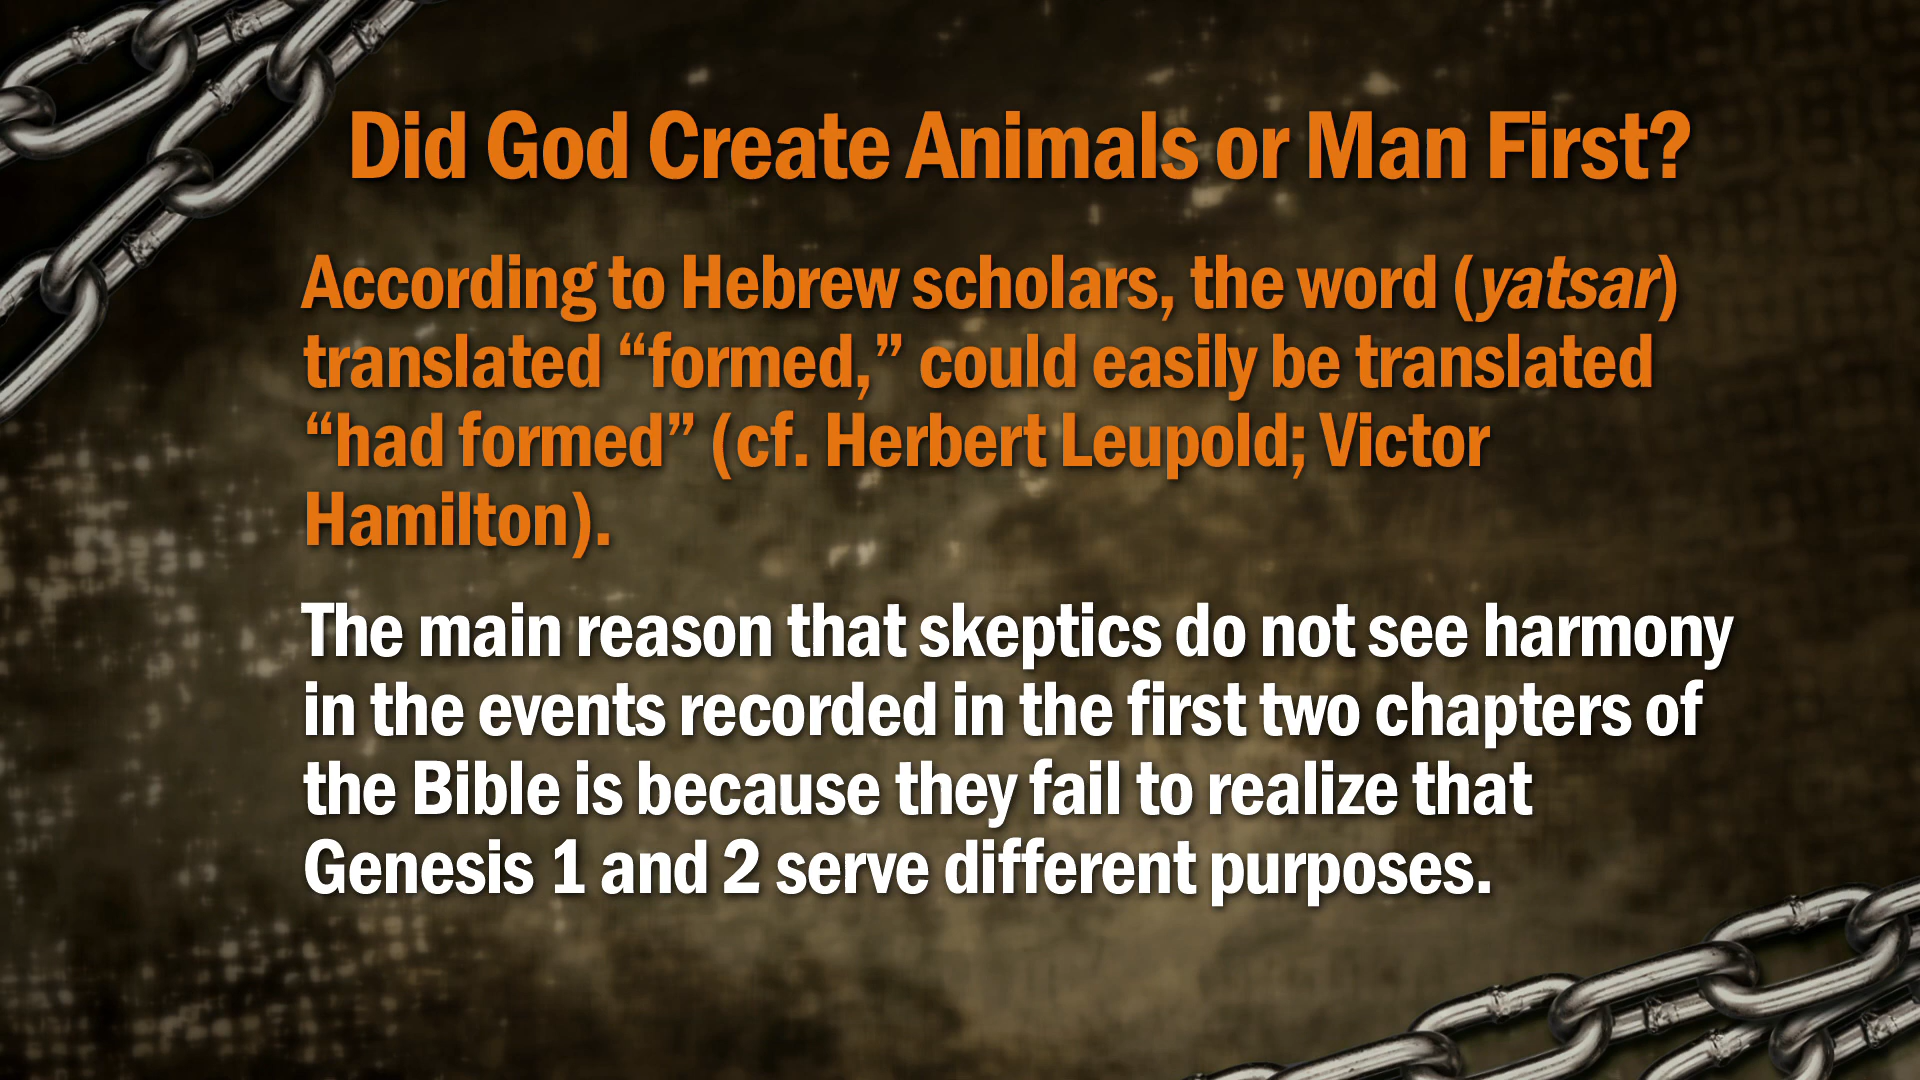 Did God Create Animals or Man First?
According to Hebrew scholars, the word (yatsar)
translated “formed,” could easily be translated
“had formed” (cf. Herbert Leupold; Victor
Hamilton).
The main reason that skeptics do not see harmony
in the events recorded in the first two chapters of
the Bible is because they fail to realize that
Genesis 1 and 2 serve different purposes.